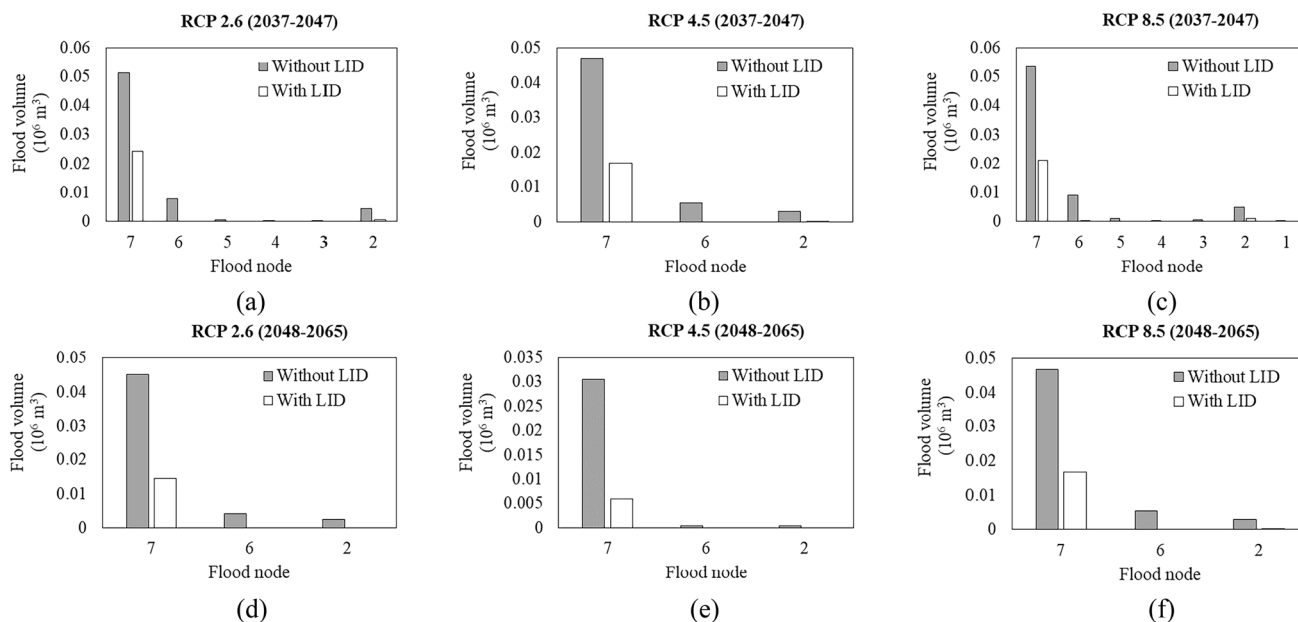 RCP 2.6 (2037-2047)
0.06
0.05
0.04
0.03
0.02
0.01
0
Flood volume
(10⁶ m³)
Without LID
With LID
7 6 5 4 3 2
Flood node
(a)
RCP 4.5 (2037-2047)
0.05
0.04
0.03
0.02
0.01
0
Flood volume
(10⁶ m³)
Without LID
With LID
7 6 2
Flood node
(b)
RCP 8.5 (2037-2047)
0.06
0.05
0.04
0.03
0.02
0.01
0
Flood volume
(10⁶ m³)
Without LID
With LID
7 6 5 4 3 2 1
Flood node
(c)
RCP 2.6 (2048-2065)
0.05
0.04
0.03
0.02
0.01
0
Flood volume
(10⁶ m³)
Without LID
With LID
7 6 2
Flood node
(d)
RCP 4.5 (2048-2065)
0.035
0.03
0.025
0.02
0.015
0.01
0.005
0
Flood volume
(10⁶ m³)
Without LID
With LID
7 6 2
Flood node
(e)
RCP 8.5 (2048-2065)
0.05
0.04
0.03
0.02
0.01
0
Flood volume
(10⁶ m³)
Without LID
With LID
7 6 2
Flood node
(f)